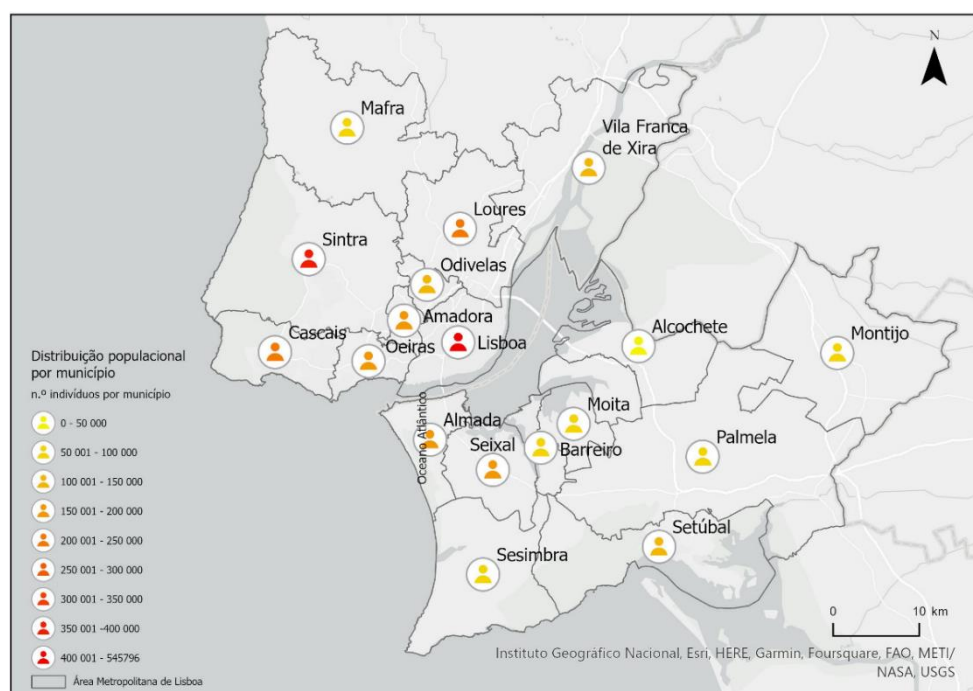 N
Mafra
Vila Franca
de Xira
Loures
Sintra
Odivelas
Amadora
Cascais
Oeiras
Lisboa
Alcochete
Montijo
Oceano Atlântico
Almada
Moita
Seixal
Barreiro
Palmela
Setúbal
Sesimbra
Distribuição populacional
por município
n.º indivíduos por município
0 - 50 000
50 001 - 100 000
100 001 - 150 000
150 001 - 200 000
200 001 - 250 000
250 001 - 300 000
300 001 - 350 000
350 001 -400 000
400 001 - 545796
Área Metropolitana de Lisboa
0 10 km
Instituto Geográfico Nacional, Esri, HERE, Garmin, Foursquare, FAO, METI/
NASA, USGS